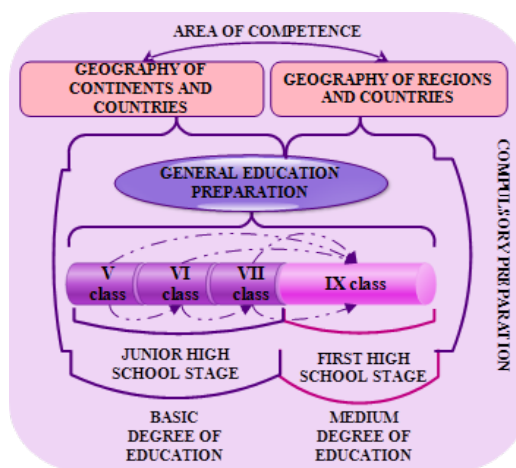 AREA OF COMPETENCE
GEOGRAPHY OF
CONTINENTS AND
COUNTRIES
GEOGRAPHY OF REGIONS
AND COUNTRIES
COMPULSORY PREPARATION
GENERAL EDUCATION
PREPARATION
V
class
VI
class
VII
class
IX class
JUNIOR HIGH
SCHOOL STAGE
FIRST HIGH
SCHOOL STAGE
BASIC
DEGREE OF
EDUCATION
MEDIUM
DEGREE OF
EDUCATION